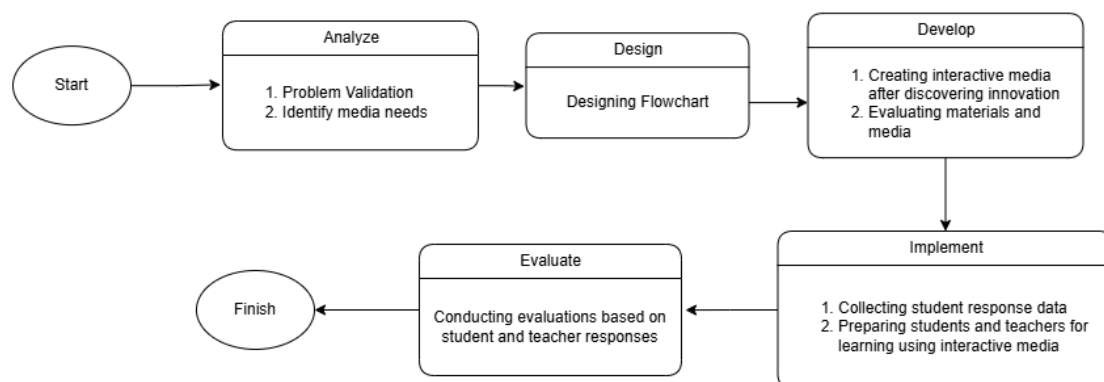 Start
Analyze
1. Problem Validation
2. Identify media needs
Design
Designing Flowchart
Develop
1. Creating interactive media
after discovering innovation
2. Evaluating materials and
media
Implement
1. Collecting student response data
2. Preparing students and teachers for
learning using interactive media
Evaluate
Conducting evaluations based on
student and teacher responses
Finish